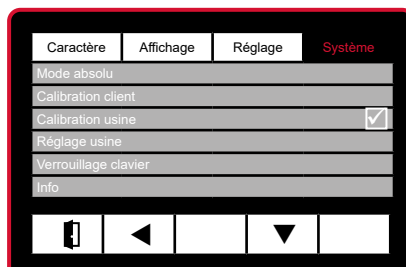 Caractère Affichage Réglage Système
Mode absolu
Calibration client
Calibration usine
Réglage usine
Verrouillage clavier
Info